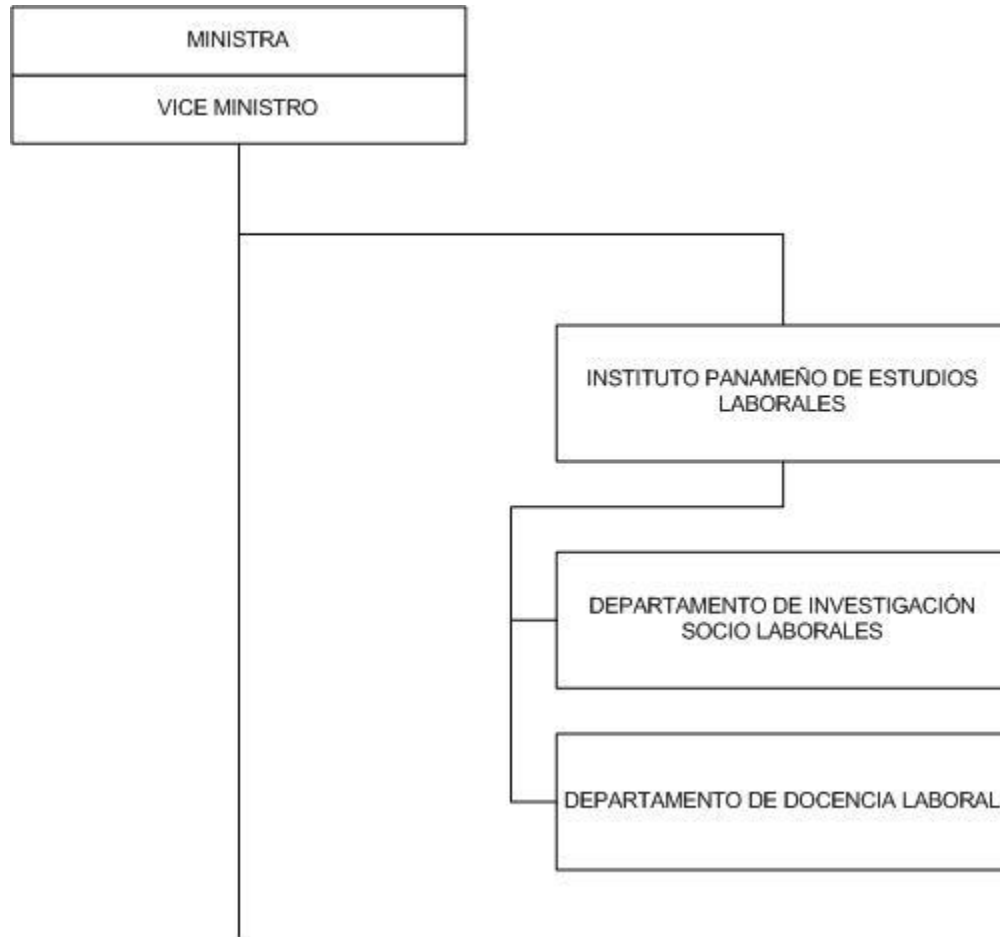 MINISTRA
VICE MINISTRO
INSTITUTO PANAMEÑO DE ESTUDIOS
LABORALES
DEPARTAMENTO DE INVESTIGACIÓN
SOCIO LABORALES
DEPARTAMENTO DE DOCENCIA LABORAL